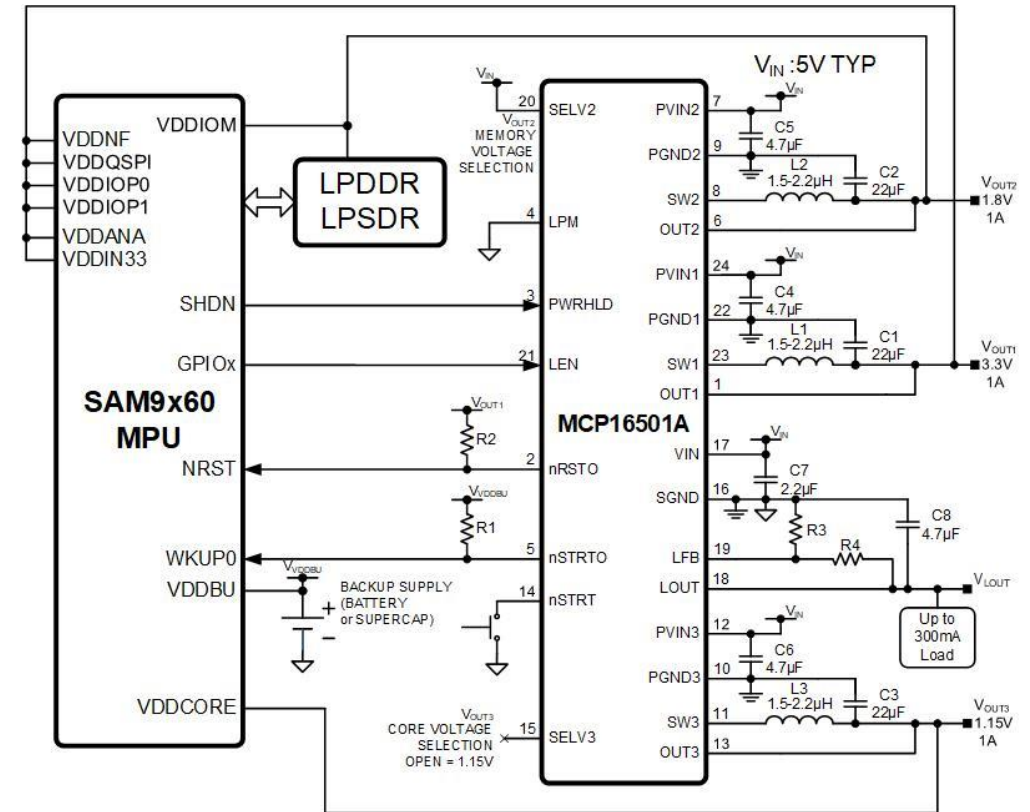 VIN :5V TYP
SAM9x60
MPU
VDDNF
VDDQSPI
VDDIOP0
VDDIOP1
VDDANA
VDDIN33
VDDIOM
SHDN
GPIOx
NRST
WKUP0
VDDBU
VDDCORE
LPDDR
LPSDR
VIN
VOUT2
MEMORY
VOLTAGE
SELECTION
VOUT1
R2
VVDDBU
R1
VVDDBU
+
−
BACKUP SUPPLY
(BATTERY
or SUPERCAP)
VOUT3
CORE VOLTAGE
SELECTION
OPEN = 1.15V
MCP16501A
20 SELV2
4 LPM
3 PWRHLD
21 LEN
2 nRSTO
5 nSTRTO
14 nSTRT
15 SELV3
PVIN2 7
PGND2 9
SW2 8
OUT2 6
PVIN1 24
PGND1 22
SW1 23
OUT1 1
VIN 17
SGND 16
LFB 19
LOUT 18
PVIN3 12
PGND3 10
SW3 11
OUT3 13
VIN
C5
4.7µF
L2
1.5-2.2µH
C2
22µF
VOUT2
1.8V
1A
VIN
C4
4.7µF
L1
1.5-2.2µH
C1
22µF
VOUT1
3.3V
1A
VIN
C7
2.2µF
R3
R4
C8
4.7µF
VLOUT
Up to
300mA
Load
VIN
C6
4.7µF
L3
1.5-2.2µH
C3
22µF
VOUT3
1.15V
1A